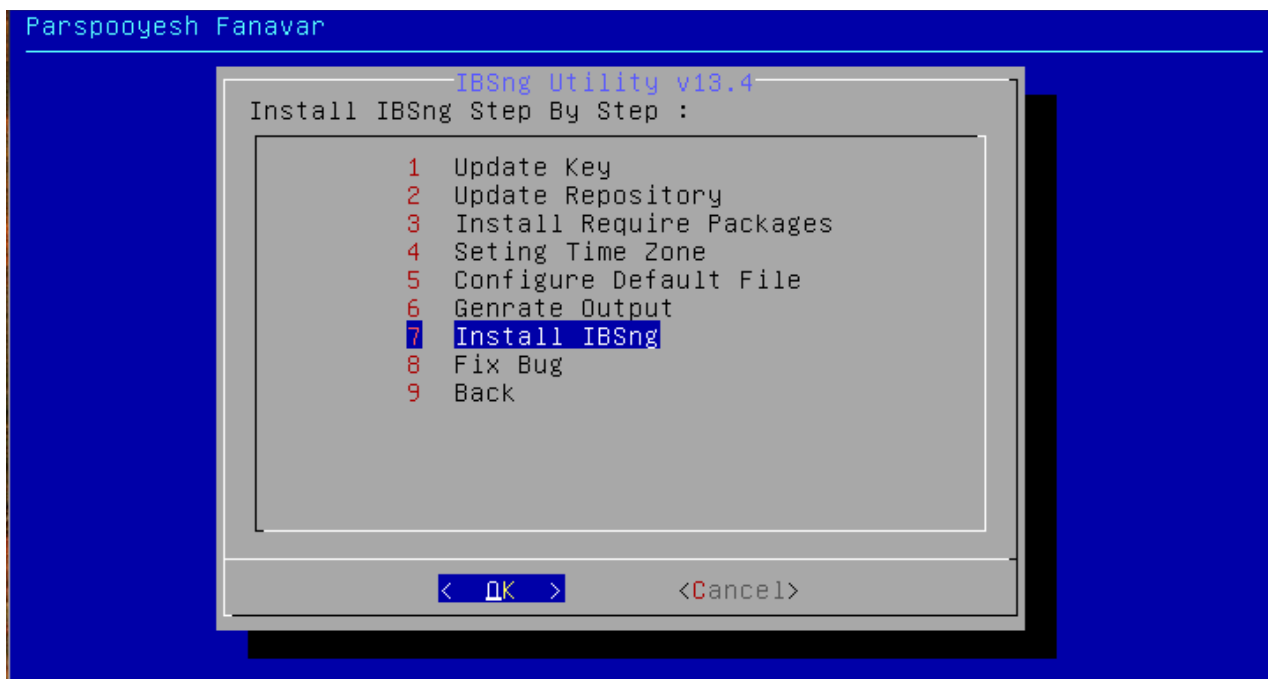 Parspooyesh Fanavar
IBSng Utility v13.4
Install IBSng Step By Step :
1 Update Key
2 Update Repository
3 Install Require Packages
4 Seting Time Zone
5 Configure Default File
6 Genrate Output
7 Install IBSng
8 Fix Bug
9 Back
< OK > <Cancel>